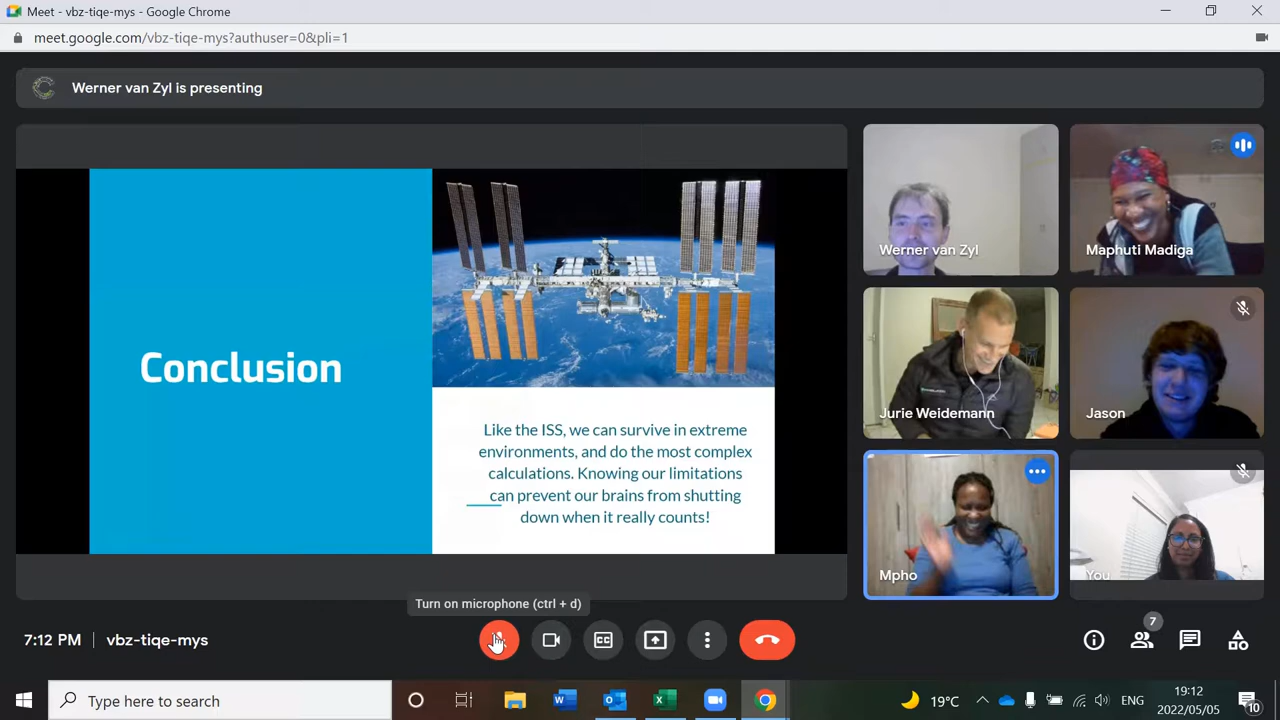 Meet - vbz-tiqe-mys - Google Chrome
meet.google.com/vbz-tiqe-mys?authuser=0&pli=1
Werner van Zyl is presenting
Conclusion
Like the ISS, we can survive in extreme
environments, and do the most complex
calculations. Knowing our limitations
can prevent our brains from shutting
down when it really counts!
Werner van Zyl
Maphuti Madiga
Jurie Weidemann
Jason
Mpho
You
Turn on microphone (ctrl + d)
7:12 PM
vbz-tiqe-mys
CC
7
Type here to search
19°C
ENG
19:12
2022/05/05
10